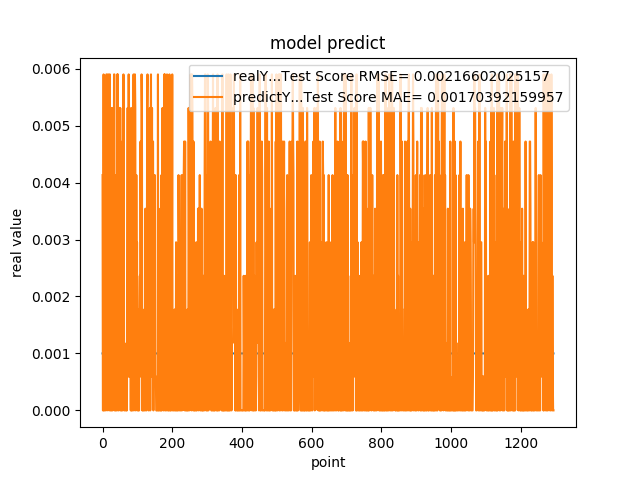 model predict
realY...Test Score RMSE= 0.00216602025157
predictY...Test Score MAE= 0.00170392159957
0.006
0.005
0.004
0.003
0.002
0.001
0.000
real value
0 200 400 600 800 1000 1200
point